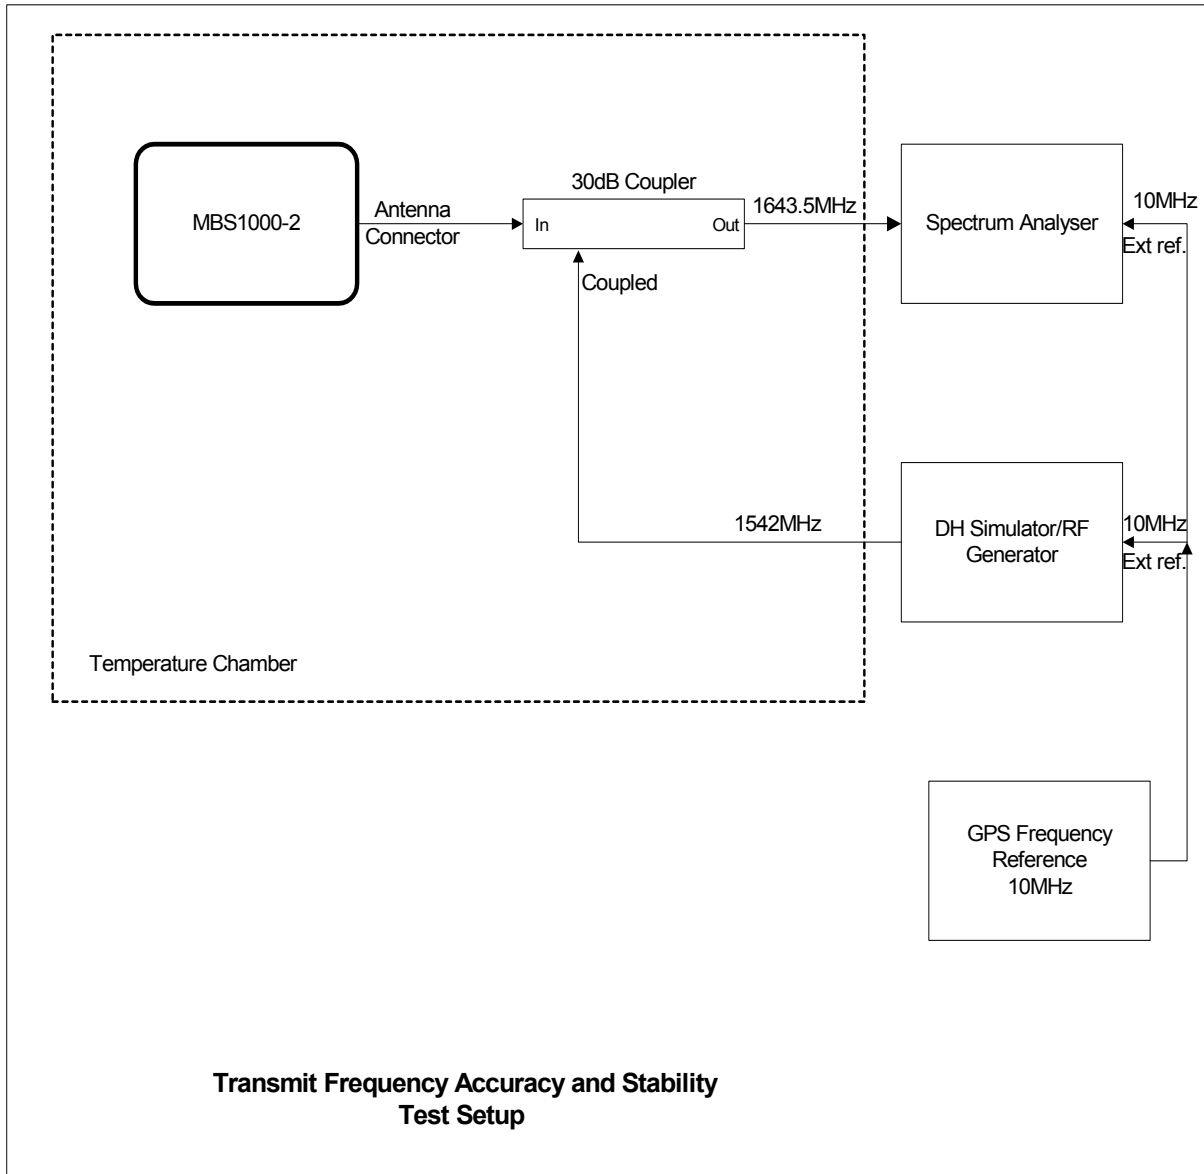 30dB Coupler
MBS1000-2
Antenna
Connector
In
Out
Coupled
1643.5MHz
Spectrum Analyser
10MHz
Ext ref.
1542MHz
DH Simulator/RF
Generator
10MHz
Ext ref.
Temperature Chamber
GPS Frequency
Reference
10MHz
Transmit Frequency Accuracy and Stability
Test Setup